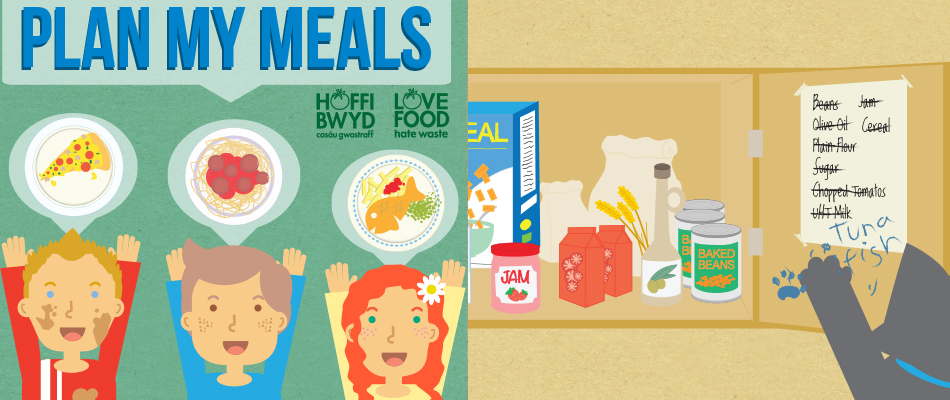 PLAN MY MEALS
HOFFI
BWYD
casáu gwastraff
LOVE
FOOD
hate waste
EAL
JAM
BA
BE
BAKED
BEANS
Beans Jam
Olive Oil Cereal
Plain Flour
Sugar
Chopped Tomatos
UHT Milk
Tuna
fish